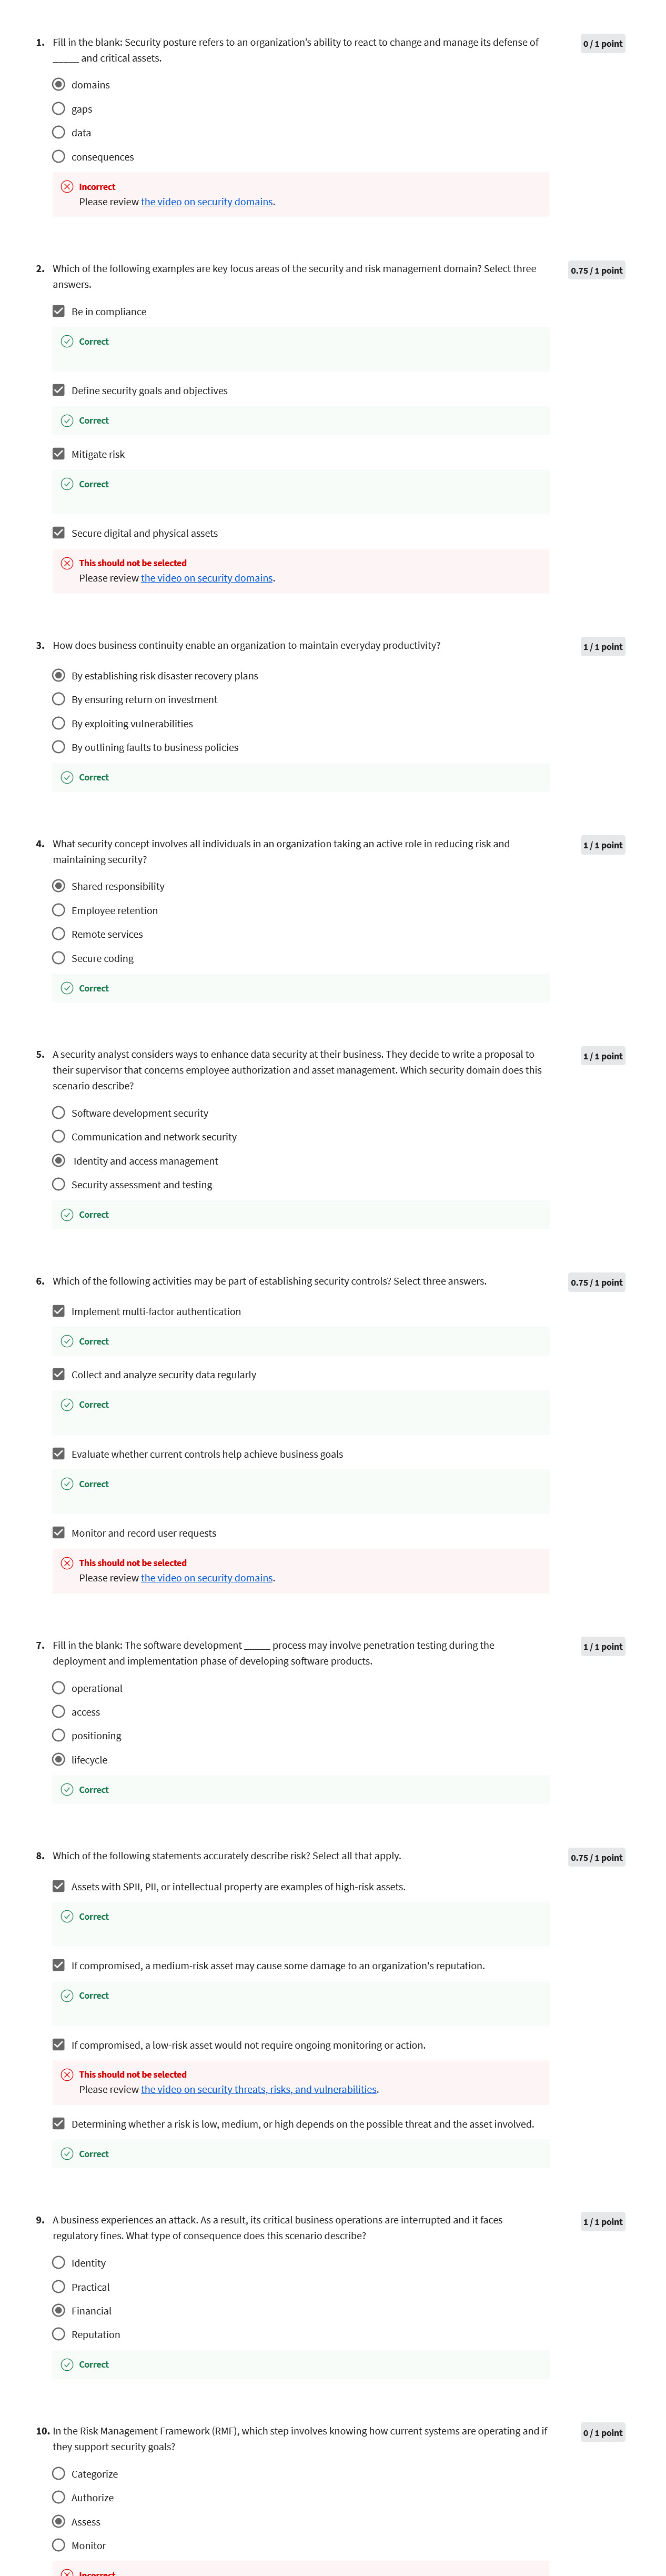 1. Fill in the blank: Security posture refers to an organization's ability to react to change and manage its defense of
_____ and critical assets.
0 / 1 point
domains
gaps
data
consequences
Incorrect
Please review the video on security domains.
2. Which of the following examples are key focus areas of the security and risk management domain? Select three
answers.
0.75 / 1 point
Be in compliance
Correct
Define security goals and objectives
Correct
Mitigate risk
Correct
Secure digital and physical assets
This should not be selected
Please review the video on security domains.
3. How does business continuity enable an organization to maintain everyday productivity?
1 / 1 point
By establishing risk disaster recovery plans
By ensuring return on investment
By exploiting vulnerabilities
By outlining faults to business policies
Correct
4. What security concept involves all individuals in an organization taking an active role in reducing risk and
maintaining security?
1 / 1 point
Shared responsibility
Employee retention
Remote services
Secure coding
Correct
5. A security analyst considers ways to enhance data security at their business. They decide to write a proposal to
their supervisor that concerns employee authorization and asset management. Which security domain does this
scenario describe?
1 / 1 point
Software development security
Communication and network security
Identity and access management
Security assessment and testing
Correct
6. Which of the following activities may be part of establishing security controls? Select three answers.
0.75 / 1 point
Implement multi-factor authentication
Correct
Collect and analyze security data regularly
Correct
Evaluate whether current controls help achieve business goals
Correct
Monitor and record user requests
This should not be selected
Please review the video on security domains.
7. Fill in the blank: The software development _____ process may involve penetration testing during the
deployment and implementation phase of developing software products.
1 / 1 point
operational
access
positioning
lifecycle
Correct
8. Which of the following statements accurately describe risk? Select all that apply.
0.75 / 1 point
Assets with SPII, PII, or intellectual property are examples of high-risk assets.
Correct
If compromised, a medium-risk asset may cause some damage to an organization's reputation.
Correct
If compromised, a low-risk asset would not require ongoing monitoring or action.
This should not be selected
Please review the video on security threats, risks, and vulnerabilities.
Determining whether a risk is low, medium, or high depends on the possible threat and the asset involved.
Correct
9. A business experiences an attack. As a result, its critical business operations are interrupted and it faces
regulatory fines. What type of consequence does this scenario describe?
1 / 1 point
Identity
Practical
Financial
Reputation
Correct
10. In the Risk Management Framework (RMF), which step involves knowing how current systems are operating and if
they support security goals?
0 / 1 point
Categorize
Authorize
Assess
Monitor
Incorrect